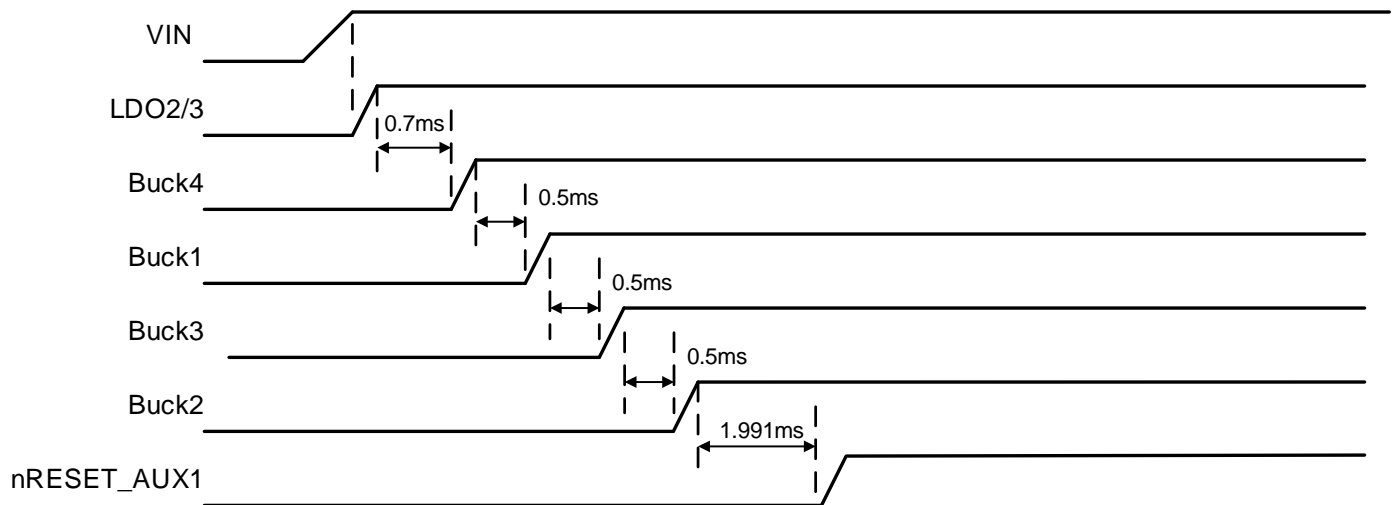 VIN
LDO2/3
0.7ms
Buck4
0.5ms
Buck1
0.5ms
Buck3
0.5ms
Buck2
1.991ms
nRESET_AUX1